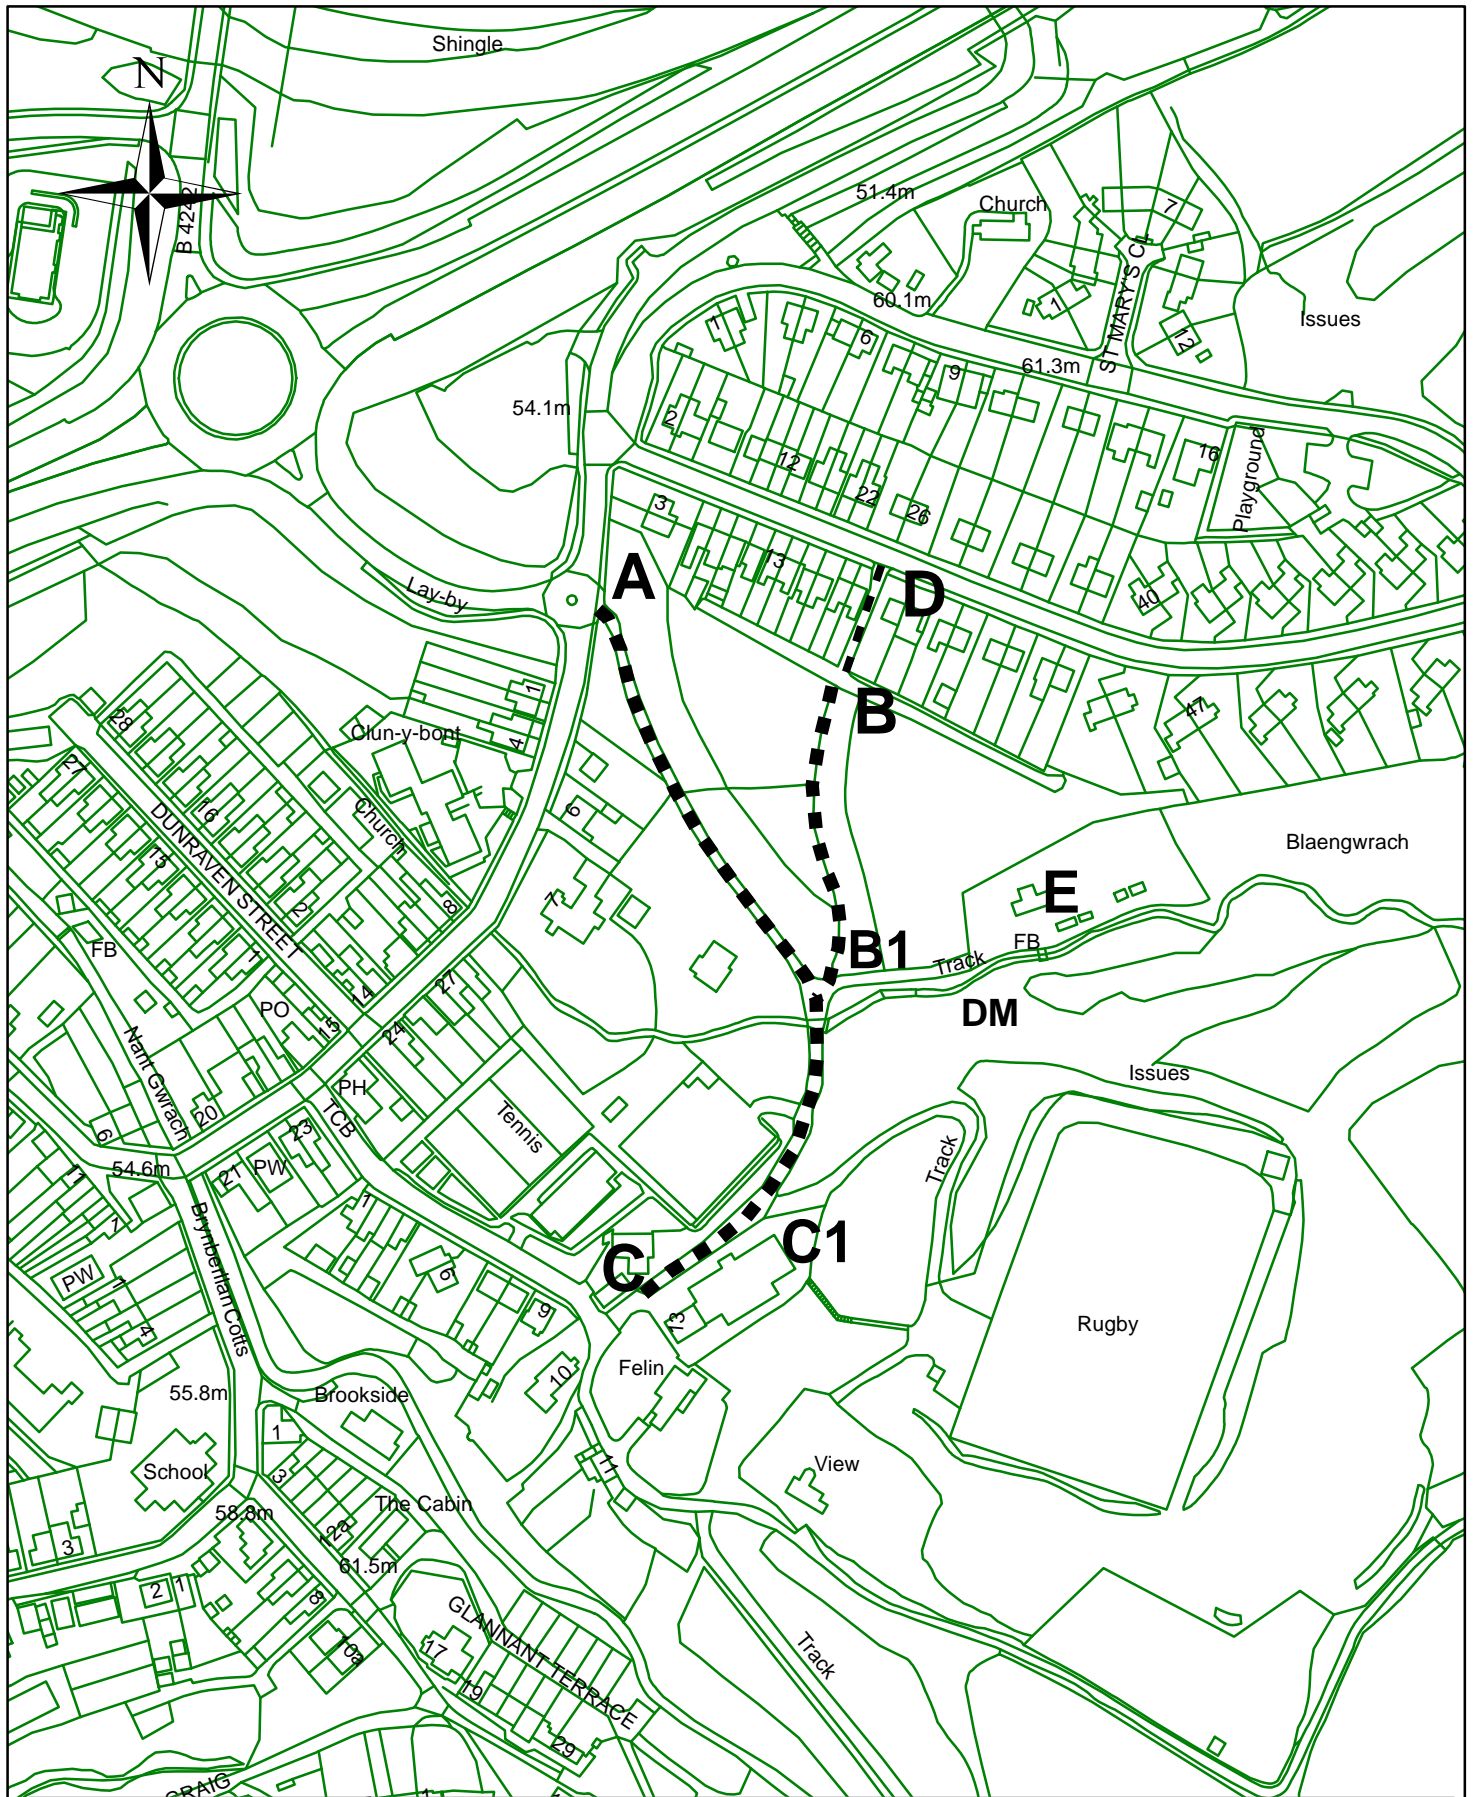 Shingle
N
B 4242
51.4m
Church
7
60.1m
1
ST MARY'S CL
12
Issues
1
6
9
61.3m
54.1m
2
12
22
26
16
Playground
3
13
A
D
40
Lay-by
1
4
Clun-y-bont
B
47
28
27
16
15
DUNRAVEN STREET
Church
2
1
8
6
7
Blaengwrach
E
B1
Track
FB
DM
FB
PO
14
15
27
24
Nant Gwrach
20
PH
TCB
Tennis
Issues
6
54.6m
21
PW
23
11
1
1
Track
Brynberllan Cotts
PW
1
4
6
9
C
C1
13
Rugby
Felin
10
55.8m
Brookside
1
3
School
The Cabin
11
View
58.8m
12a
61.5m
3
2
1
8
10a
GLANNANT TERRACE
17
19
29
Track
CRAIG